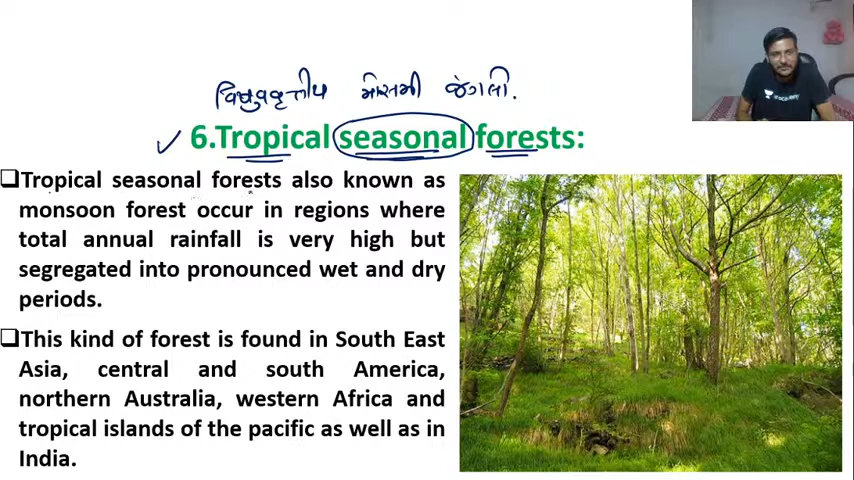 વિષુવવૃત્તીય મોસમી જંગલો.
6.Tropical seasonal forests:
Tropical seasonal forests also known as
monsoon forest occur in regions where
total annual rainfall is very high but
segregated into pronounced wet and dry
periods.
This kind of forest is found in South East
Asia, central and south America,
northern Australia, western Africa and
tropical islands of the pacific as well as in
India.